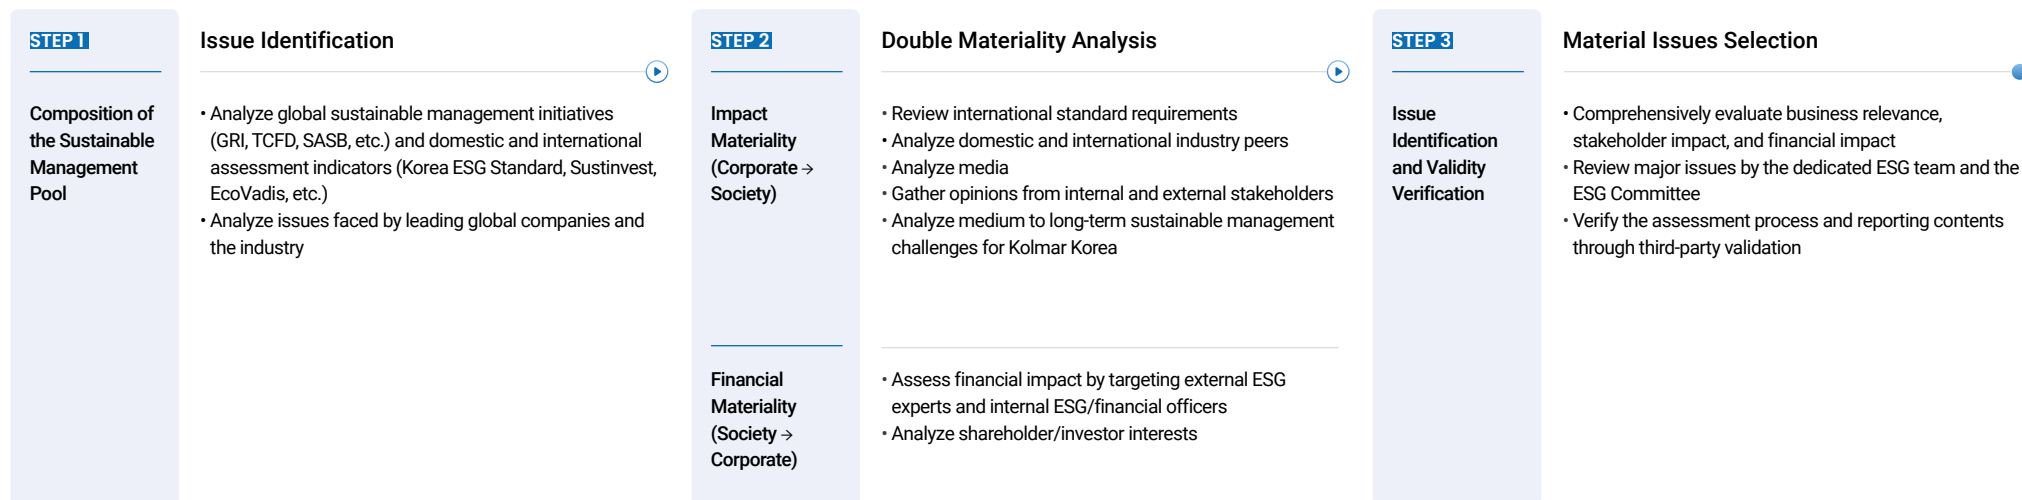 STEP 1
Issue Identification
Composition of
the Sustainable
Management
Pool
• Analyze global sustainable management initiatives
(GRI, TCFD, SASB, etc.) and domestic and international
assessment indicators (Korea ESG Standard, Sustinvest,
EcoVadis, etc.)
• Analyze issues faced by leading global companies and
the industry
STEP 2
Double Materiality Analysis
Impact
Materiality
(Corporate →
Society)
• Review international standard requirements
• Analyze domestic and international industry peers
• Analyze media
• Gather opinions from internal and external stakeholders
• Analyze medium to long-term sustainable management
challenges for Kolmar Korea
Financial
Materiality
(Society →
Corporate)
• Assess financial impact by targeting external ESG
experts and internal ESG/financial officers
• Analyze shareholder/investor interests
STEP 3
Material Issues Selection
Issue
Identification
and Validity
Verification
• Comprehensively evaluate business relevance,
stakeholder impact, and financial impact
• Review major issues by the dedicated ESG team and the
ESG Committee
• Verify the assessment process and reporting contents
through third-party validation